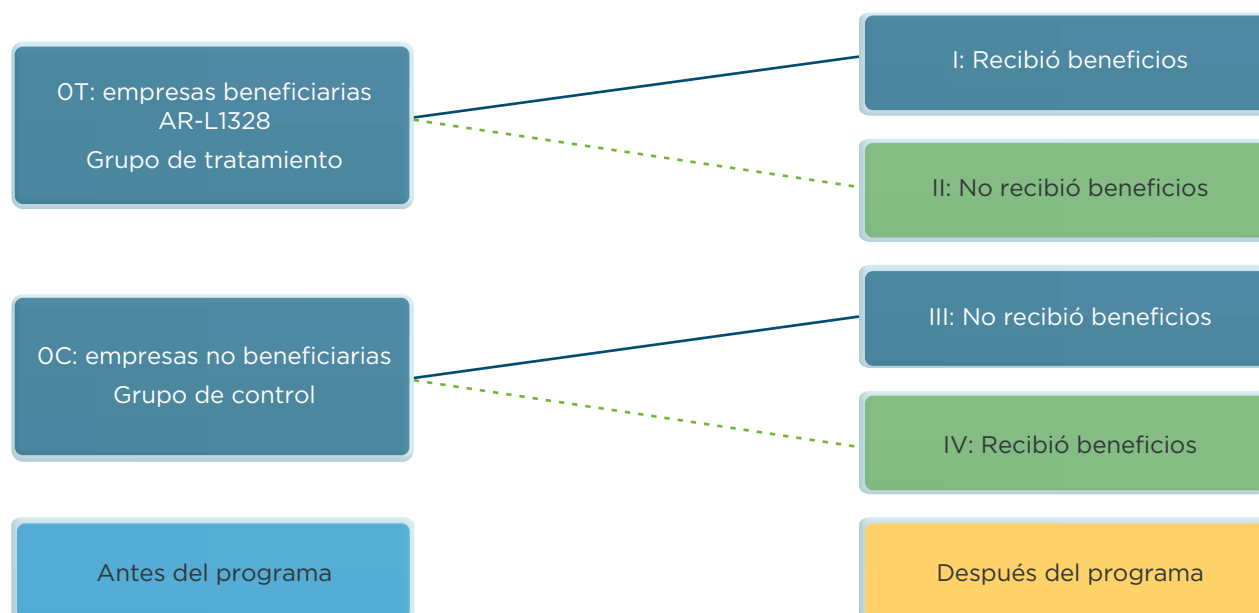 0T: empresas beneficiarias
AR-L1328
Grupo de tratamiento
I: Recibió beneficios
II: No recibió beneficios
0C: empresas no beneficiarias
Grupo de control
III: No recibió beneficios
IV: Recibió beneficios
Antes del programa
Después del programa